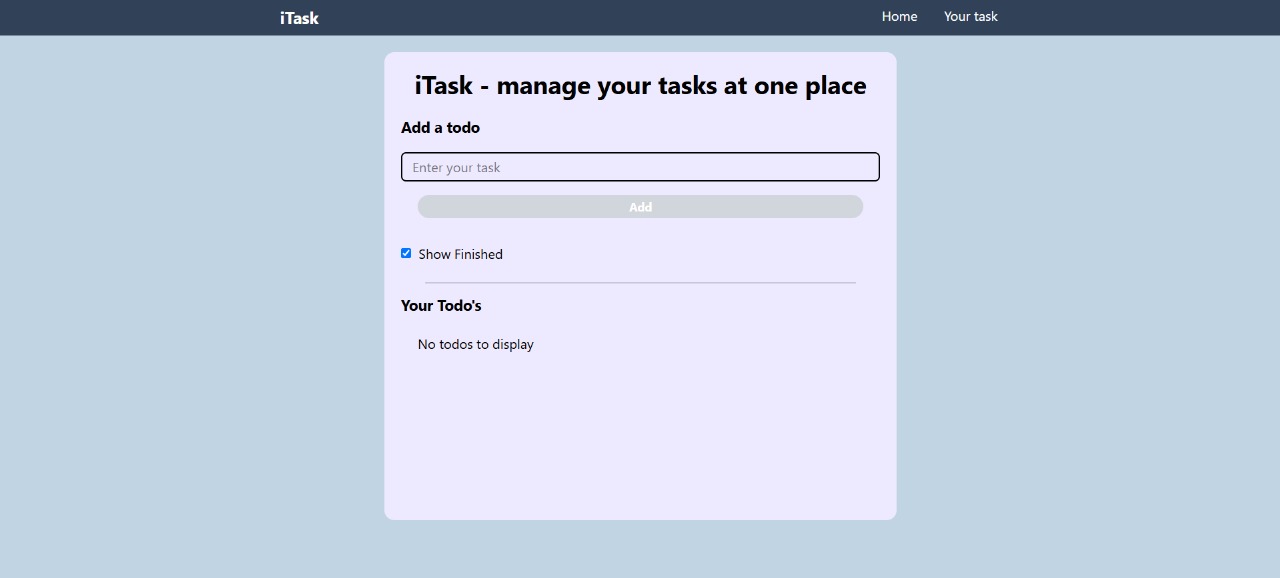 iTask Home Your task
iTask - manage your tasks at one place
Add a todo
Enter your task
Add
Show Finished
Your Todo's
No todos to display